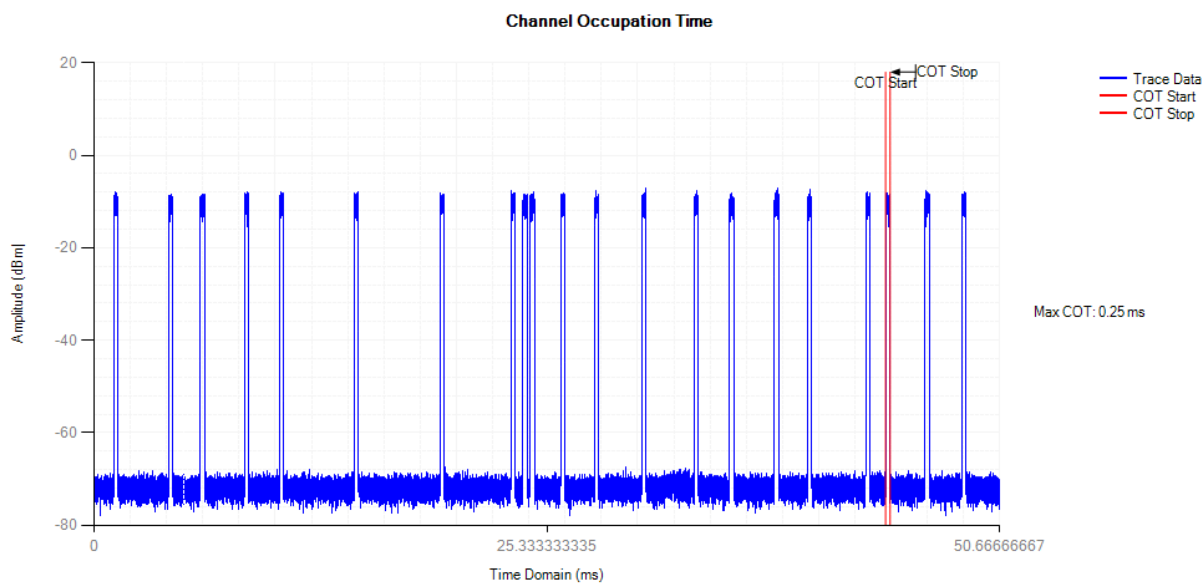 Channel Occupation Time
20
0
-20
-40
-60
-80
Amplitude (dBm)
0
25.333333335
50.66666667
Time Domain (ms)
COT Start
COT Stop
Trace Data
COT Start
COT Stop
Max COT: 0.25 ms